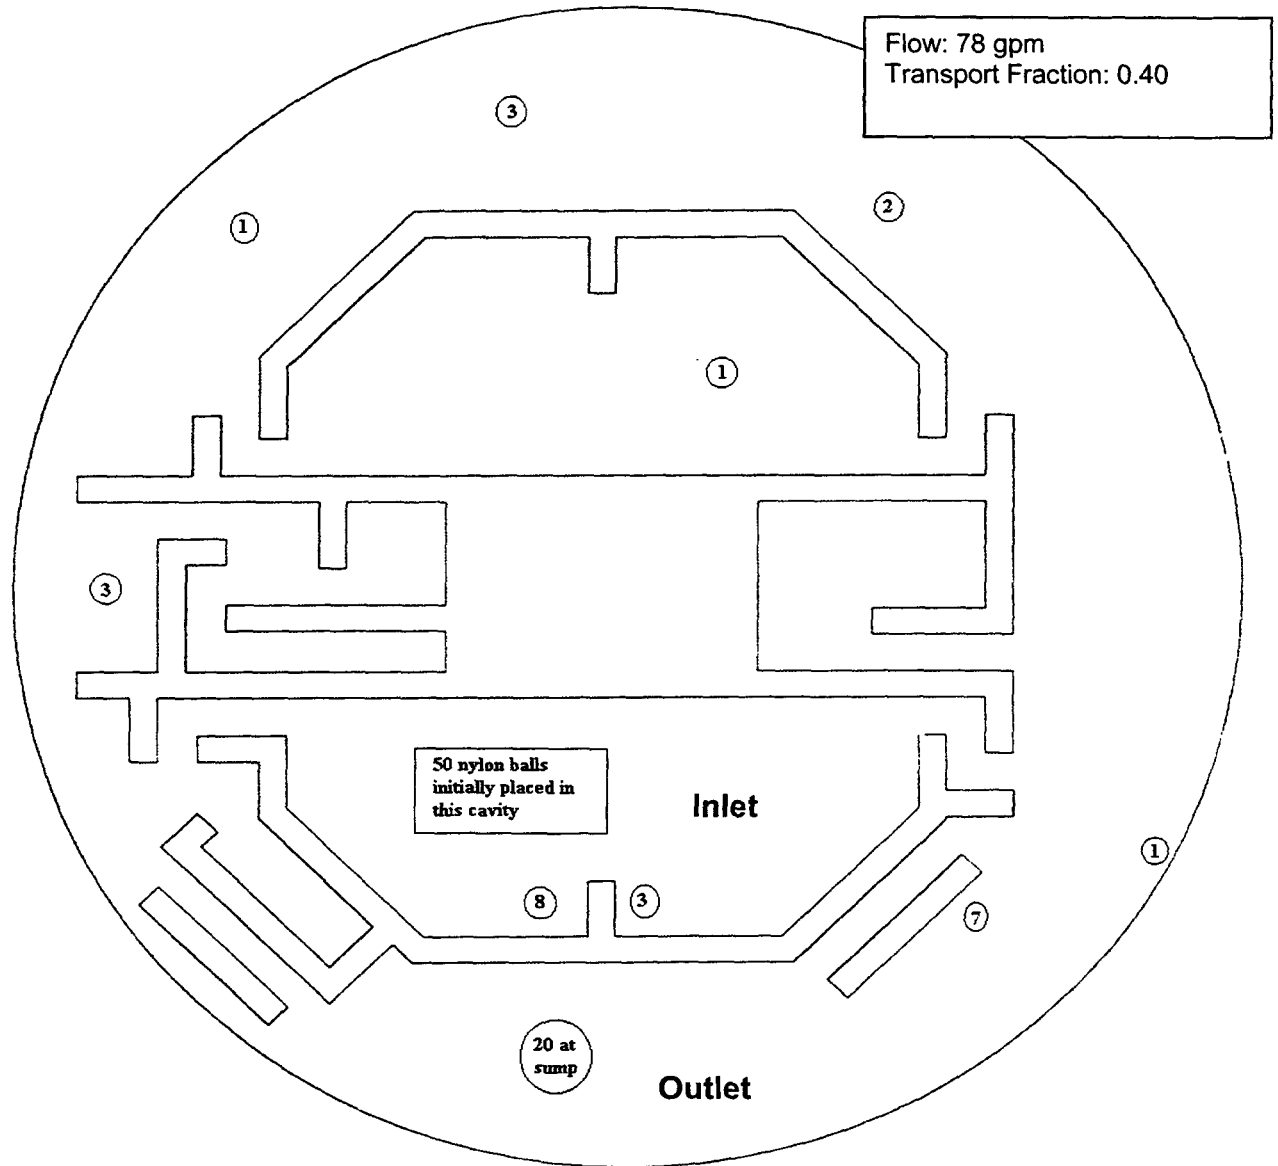 Flow: 78 gpm
Transport Fraction: 0.40
3
1
2
1
3
50 nylon balls
initially placed in
this cavity
Inlet
1
8
3
7
20 at
sump
Outlet